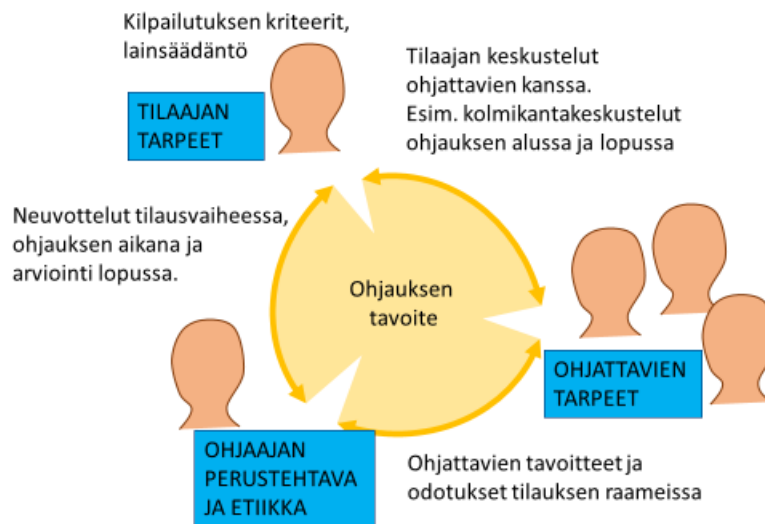 Kilpailutuksen kriteerit,
lainsäädäntö
TILAAJAN
TARPEET
Tilaajan keskustelut
ohjattavien kanssa.
Esim. kolmikantakeskustelut
ohjauksen alussa ja lopussa
Neuvottelut tilausvaiheessa,
ohjauksen aikana ja
arviointi lopussa.
Ohjauksen
tavoite
OHJATTAVIEN
TARPEET
OHJAAJAN
PERUSTEHTAVA
JA ETIIKKA
Ohjattavien tavoitteet ja
odotukset tilauksen raameissa